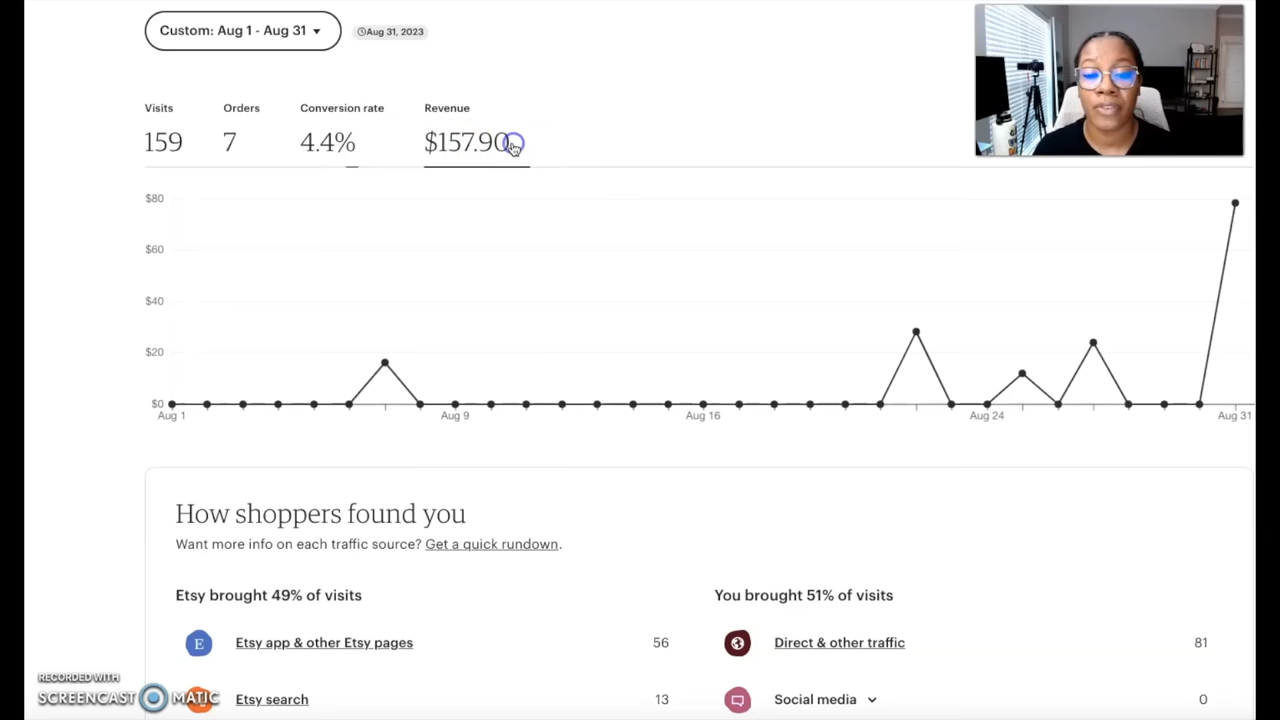 Custom: Aug 1 - Aug 31
Aug 31, 2023
Visits Orders Conversion rate Revenue
159 7 4.4% $157.90
$80
$60
$40
$20
$0
Aug 1 Aug 9 Aug 16 Aug 24 Aug 31
How shoppers found you
Want more info on each traffic source? Get a quick rundown.
Etsy brought 49% of visits
E Etsy app & other Etsy pages 56
Etsy search 13
You brought 51% of visits
Direct & other traffic 81
Social media 0
RECORDED WITH
SCREENCAST MATIC